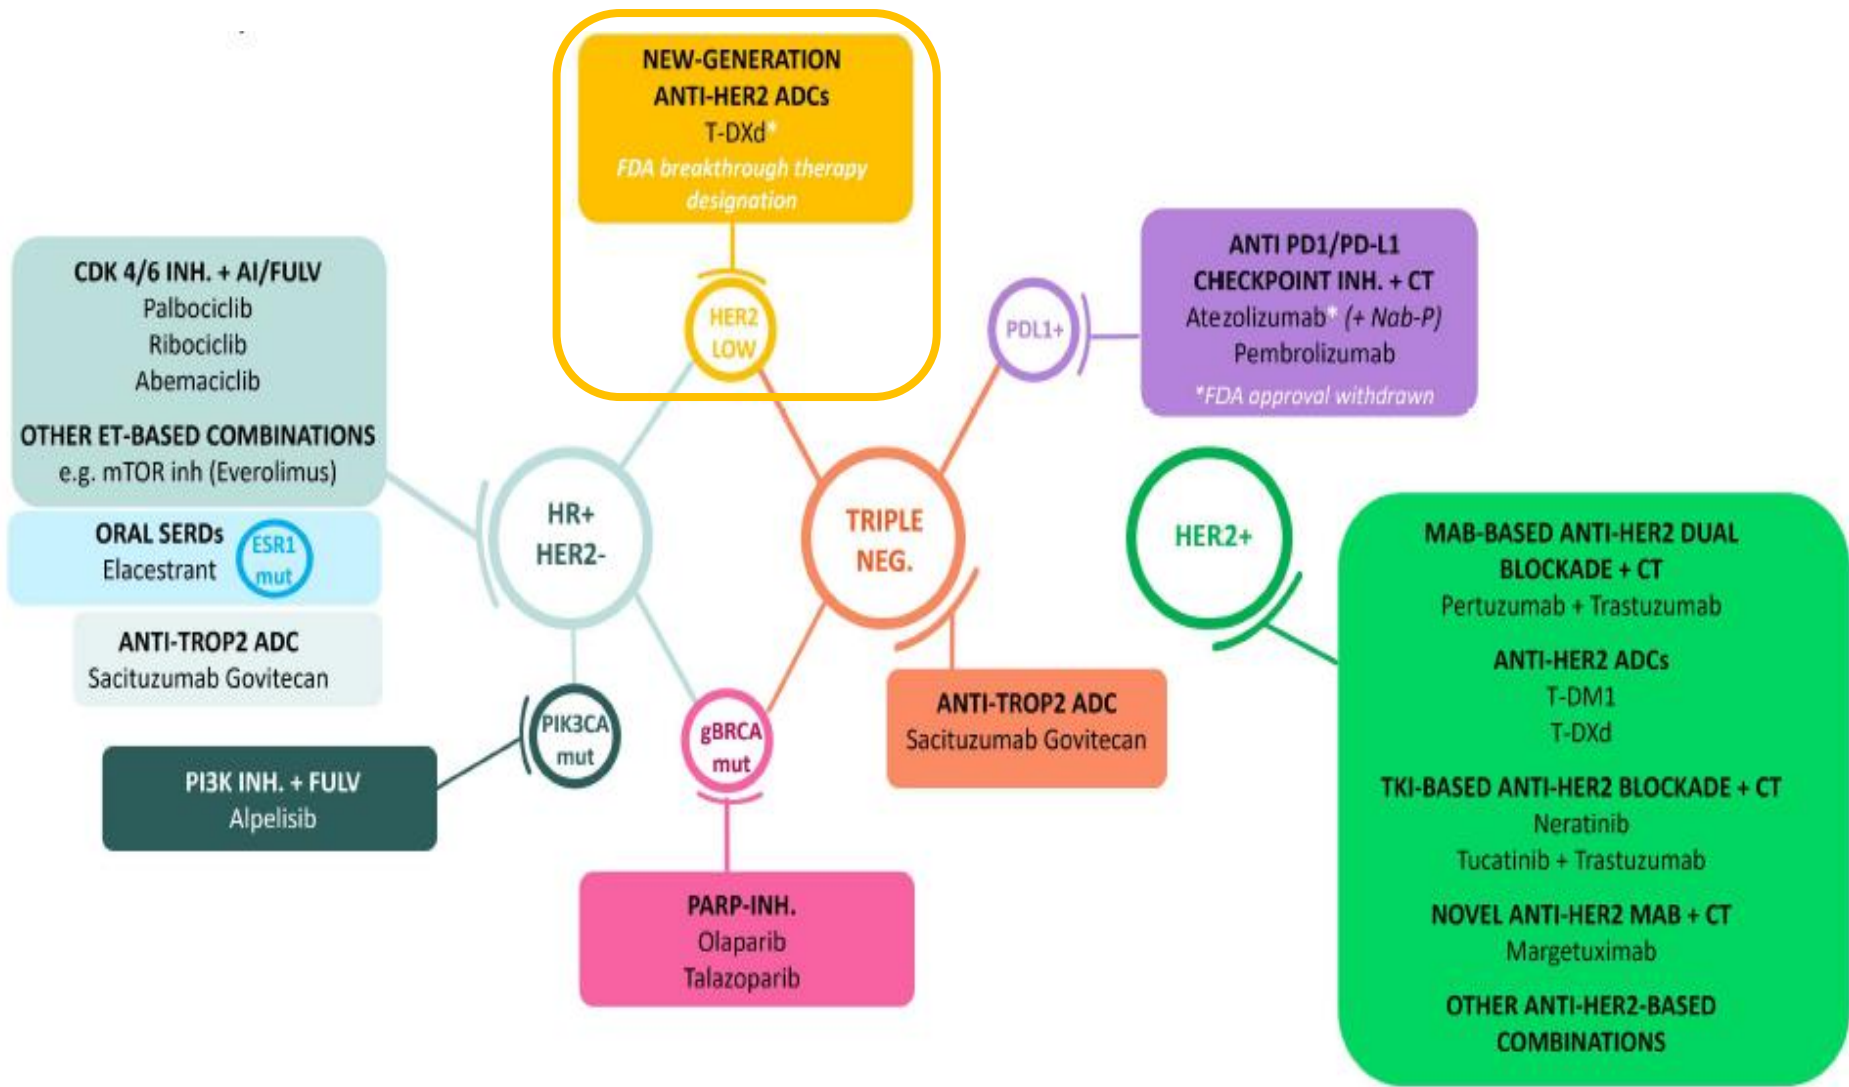 NEW-GENERATION
ANTI-HER2 ADCs
T-DXd*
FDA breakthrough therapy
designation
HER2
LOW
CDK 4/6 INH. + AI/FULV
Palbociclib
Ribociclib
Abemaciclib
OTHER ET-BASED COMBINATIONS
e.g. mTOR inh (Everolimus)
ORAL SERDs
Elacestrant
ESR1
mut
ANTI-TROP2 ADC
Sacituzumab Govitecan
PI3K INH. + FULV
Alpelisib
HR+
HER2-
PIK3CA
mut
gBRCA
mut
PARP-INH.
Olaparib
Talazoparib
TRIPLE
NEG.
ANTI-TROP2 ADC
Sacituzumab Govitecan
PDL1+
ANTI PD1/PD-L1
CHECKPOINT INH. + CT
Atezolizumab* (+ Nab-P)
Pembrolizumab
*FDA approval withdrawn
HER2+
MAB-BASED ANTI-HER2 DUAL
BLOCKADE + CT
Pertuzumab + Trastuzumab
ANTI-HER2 ADCs
T-DM1
T-DXd
TKI-BASED ANTI-HER2 BLOCKADE + CT
Neratinib
Tucatinib + Trastuzumab
NOVEL ANTI-HER2 MAB + CT
Margetuximab
OTHER ANTI-HER2-BASED
COMBINATIONS